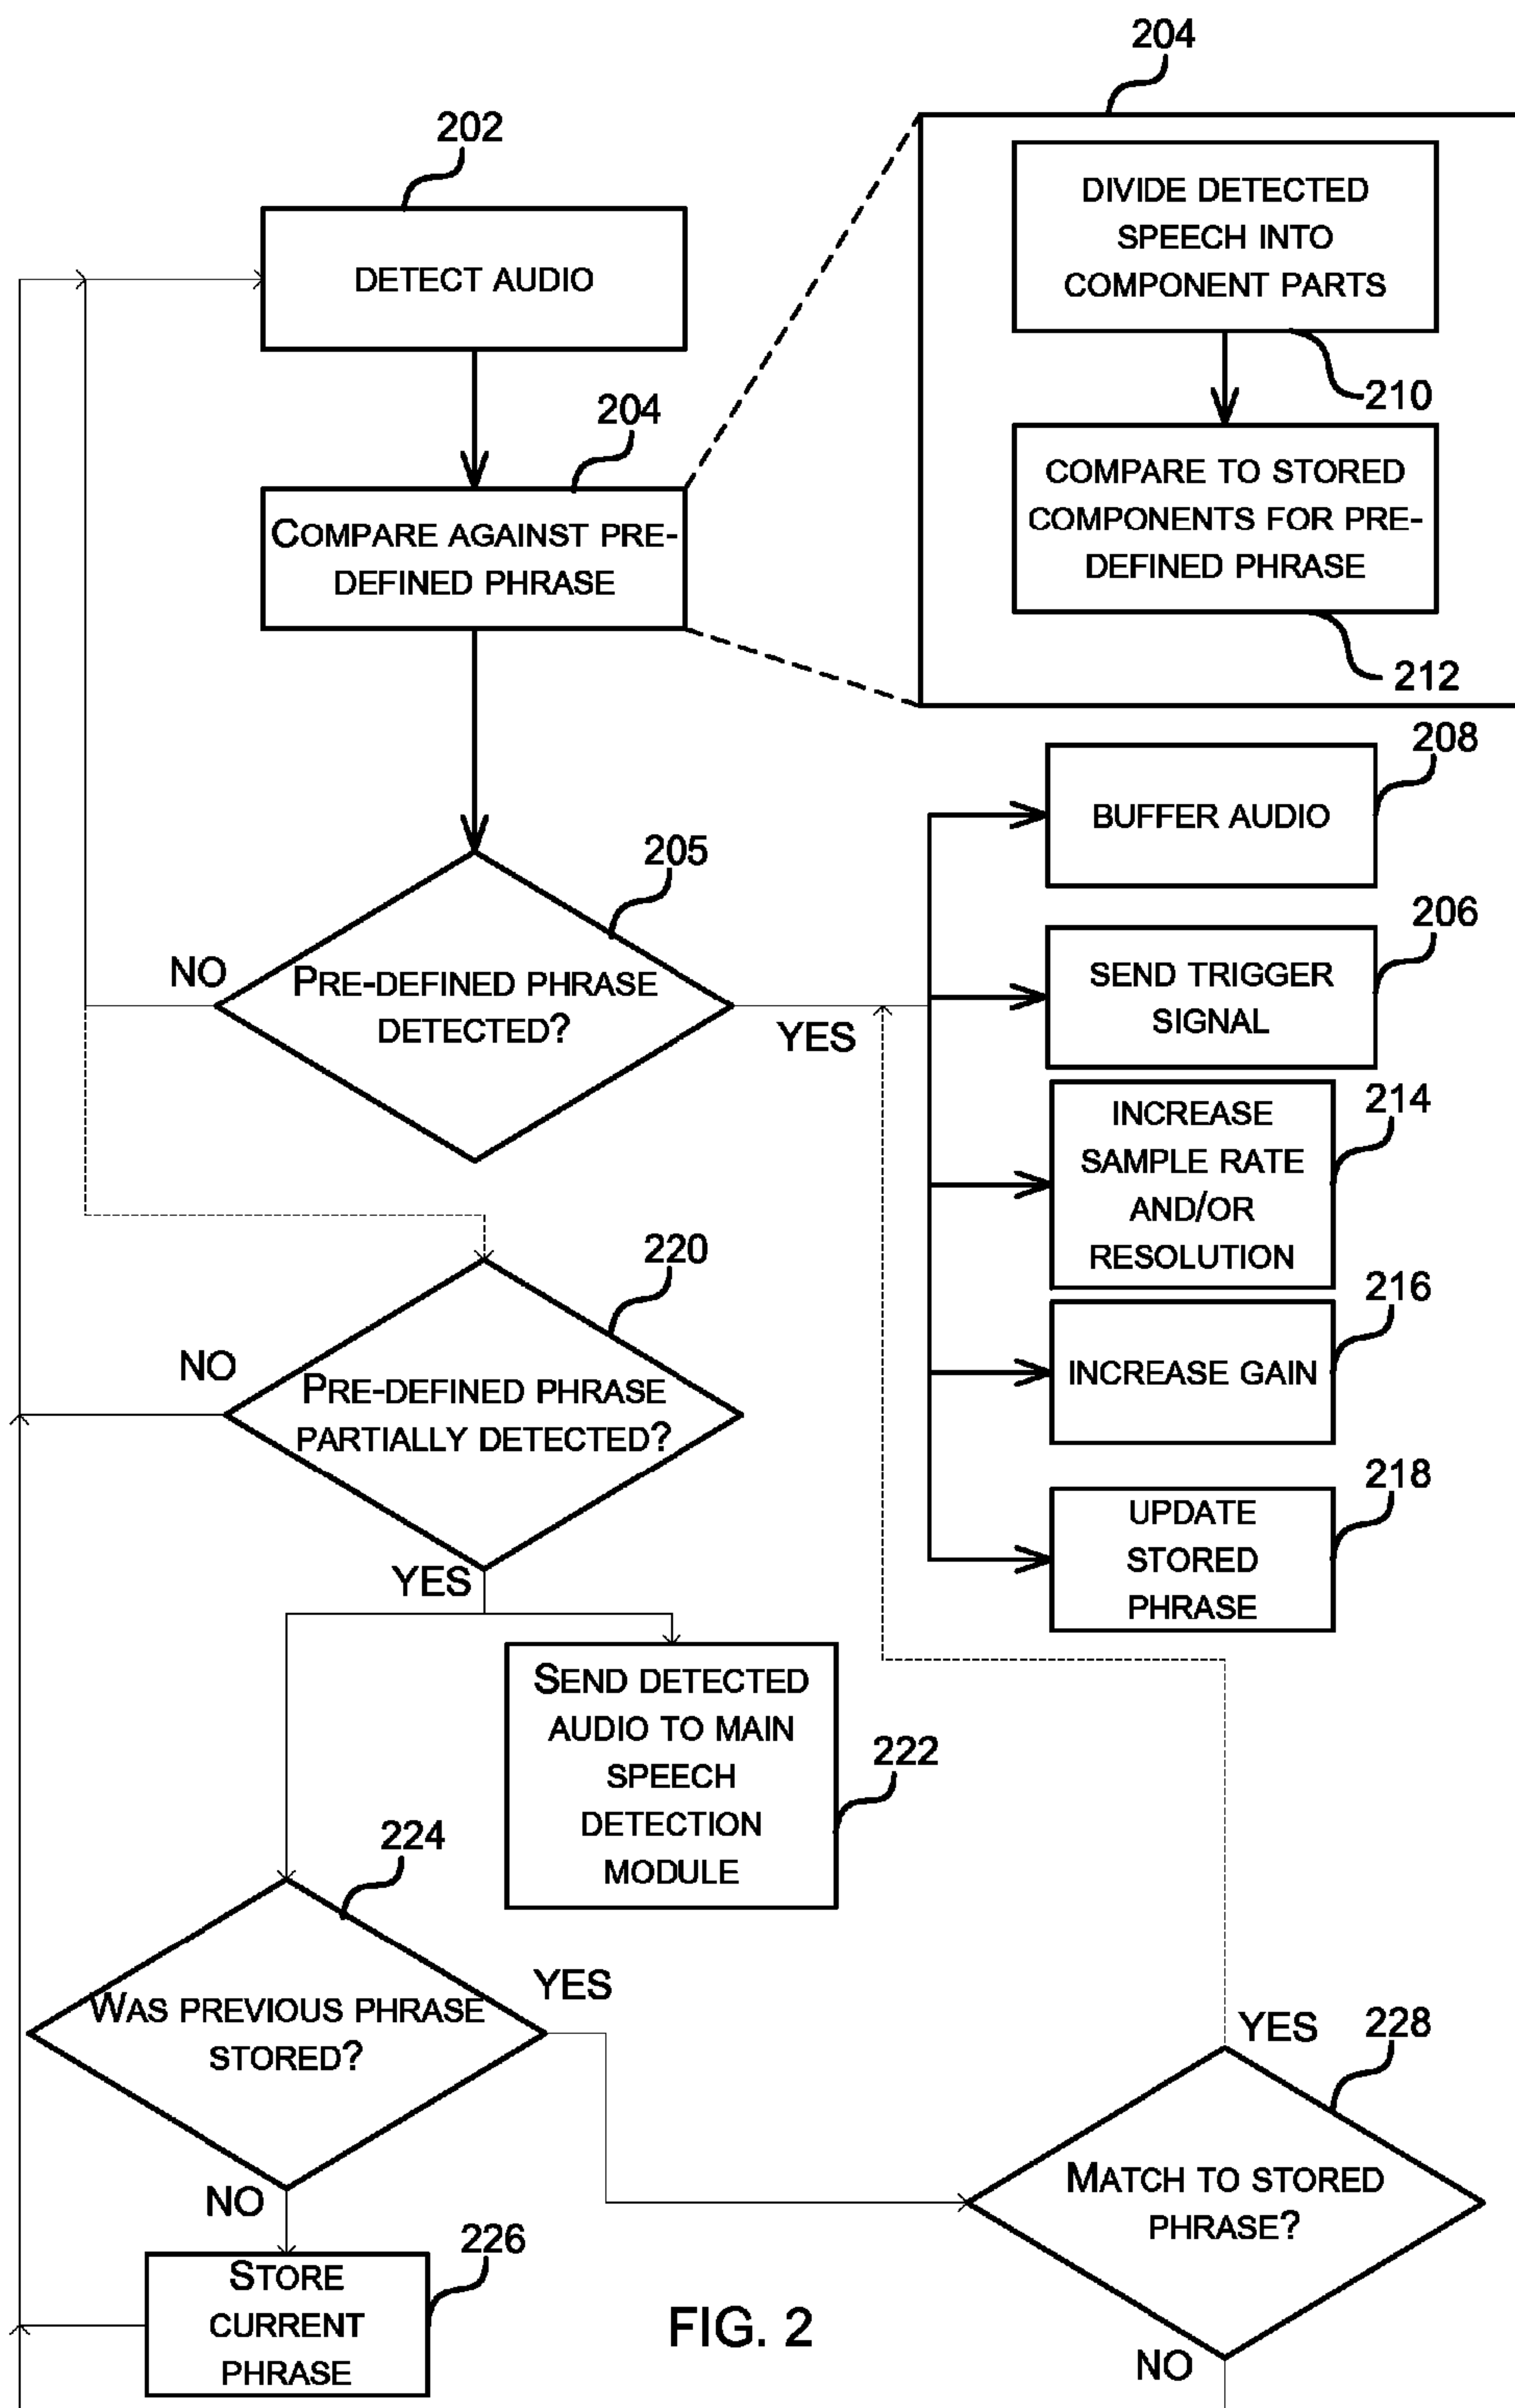 204
202
DIVIDE DETECTED
SPEECH INTO
COMPONENT PARTS
DETECT AUDIO
210
204
COMPARE TO STORED
COMPONENTS FOR PRE-
DEFINED PHRASE
COMPARE AGAINST PRE-
DEFINED PHRASE
212
208
BUFFER AUDIO
205
206
NO
PRE-DEFINED PHRASE
DETECTED?
YES
SEND TRIGGER
SIGNAL
214
INCREASE
SAMPLE RATE
AND/OR
RESOLUTION
220
216
NO
PRE-DEFINED PHRASE
PARTIALLY DETECTED?
INCREASE GAIN
218
YES
UPDATE
STORED
PHRASE
SEND DETECTED
AUDIO TO MAIN
SPEECH
DETECTION
MODULE
222
224
YES
WAS PREVIOUS PHRASE
STORED?
YES
228
NO
MATCH TO STORED
PHRASE?
226
STORE
CURRENT
PHRASE
FIG. 2
NO